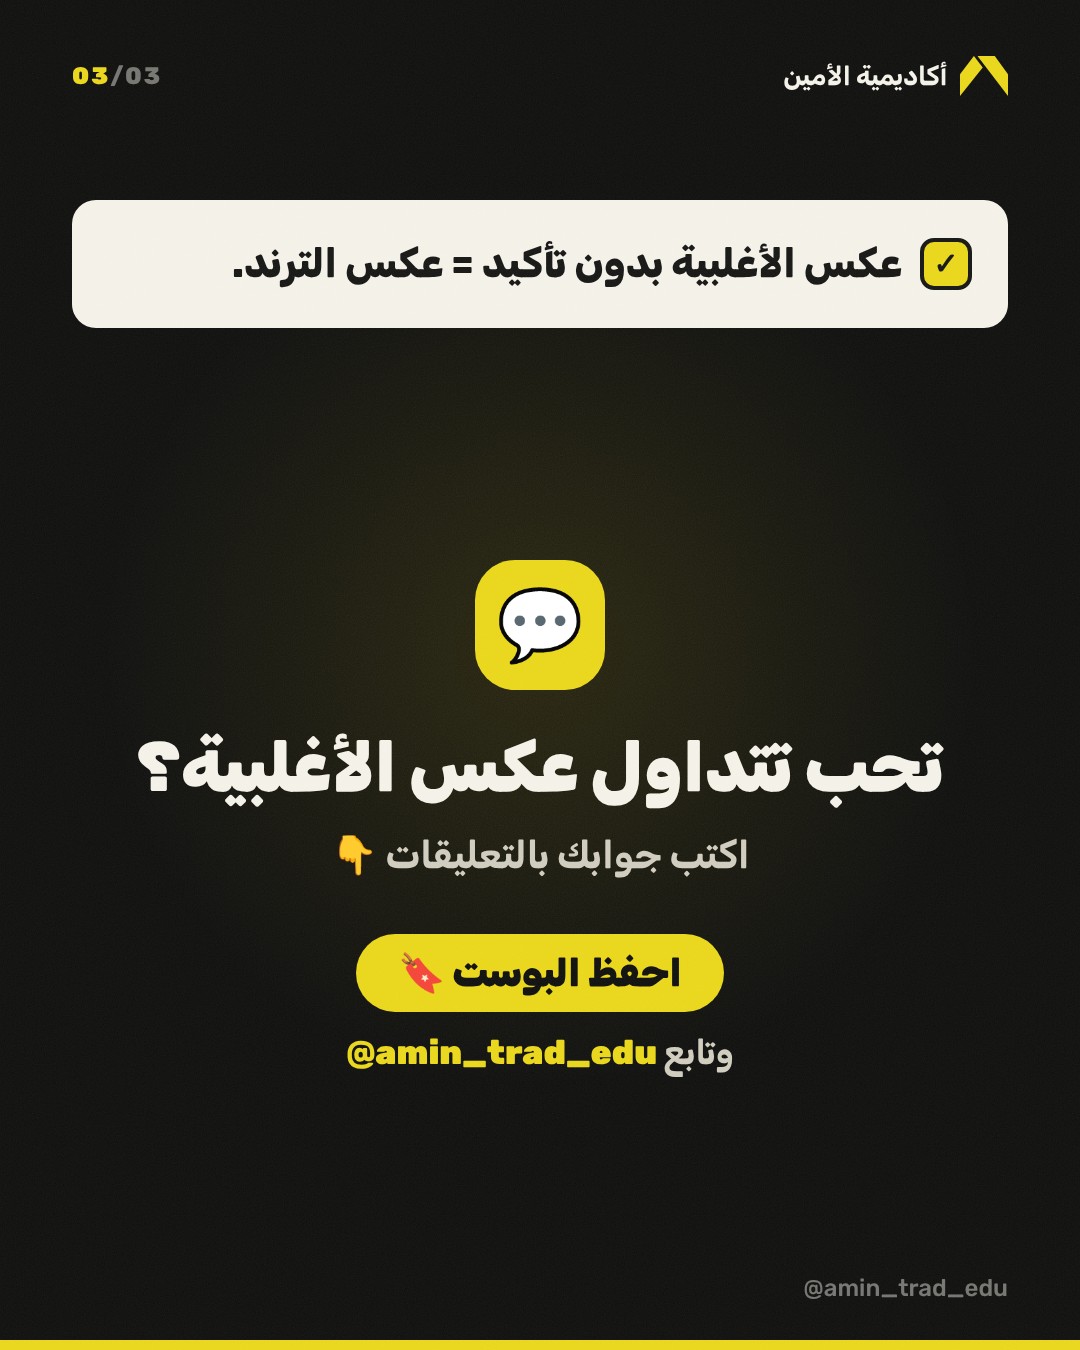 أكاديمية الأمين
03/03
✓ عكس الأغلبية بدون تأكيد = عكس الترند.
تحب تتداول عكس الأغلبية؟
اكتب جوابك بالتعليقات 👇
احفظ البوست 🔖
وتابع @amin_trad_edu
@amin_trad_edu